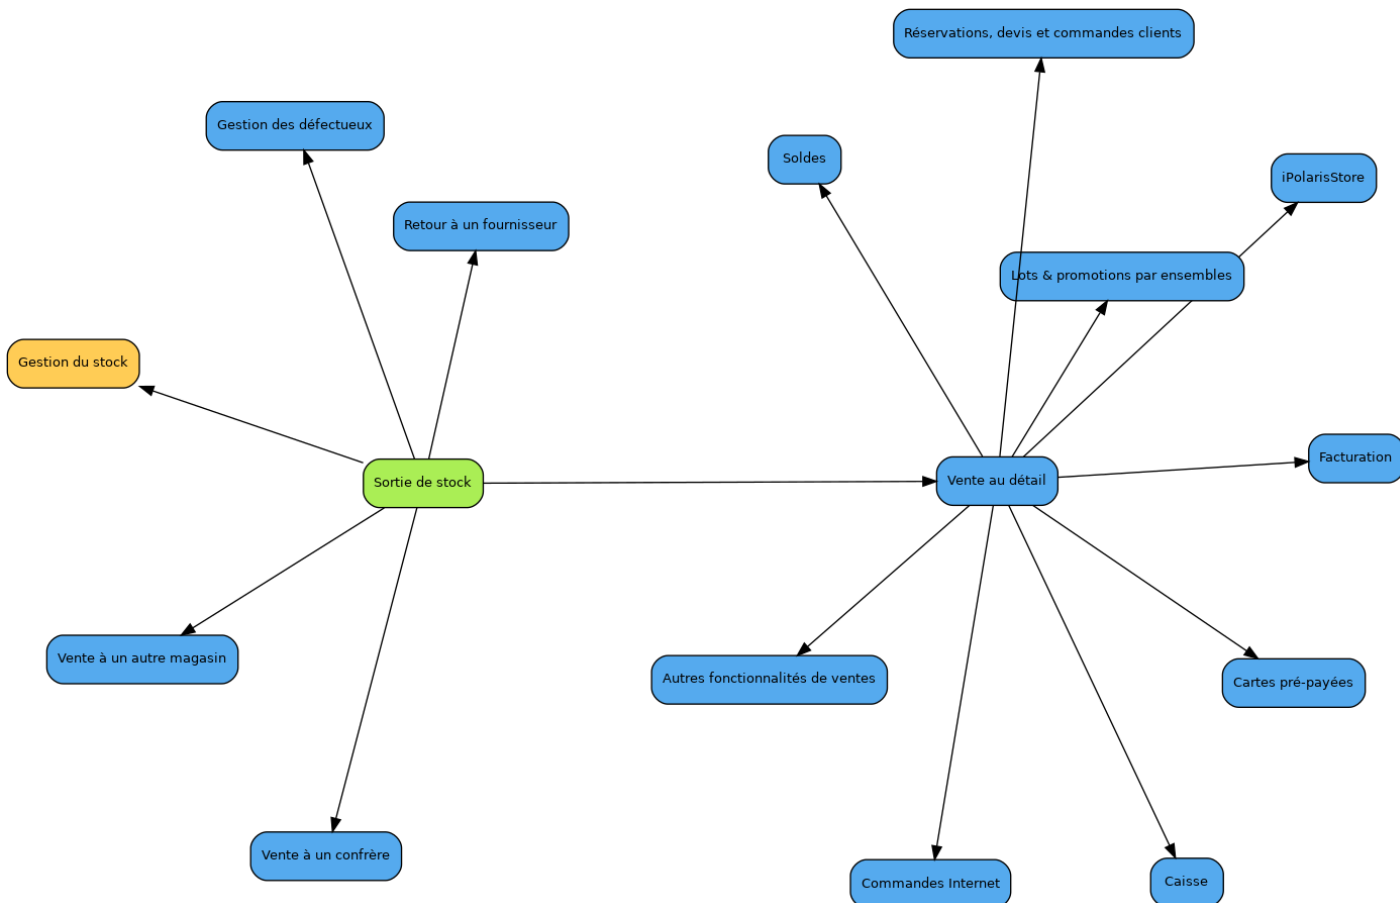 Réservations, devis et commandes clients
Gestion des défectueux
Soldes
iPolarisStore
Retour à un fournisseur
Lots & promotions par ensembles
Gestion du stock
Facturation
Sortie de stock
Vente au détail
Vente à un autre magasin
Autres fonctionnalités de ventes
Cartes pré-payées
Vente à un confrère
Commandes Internet
Caisse